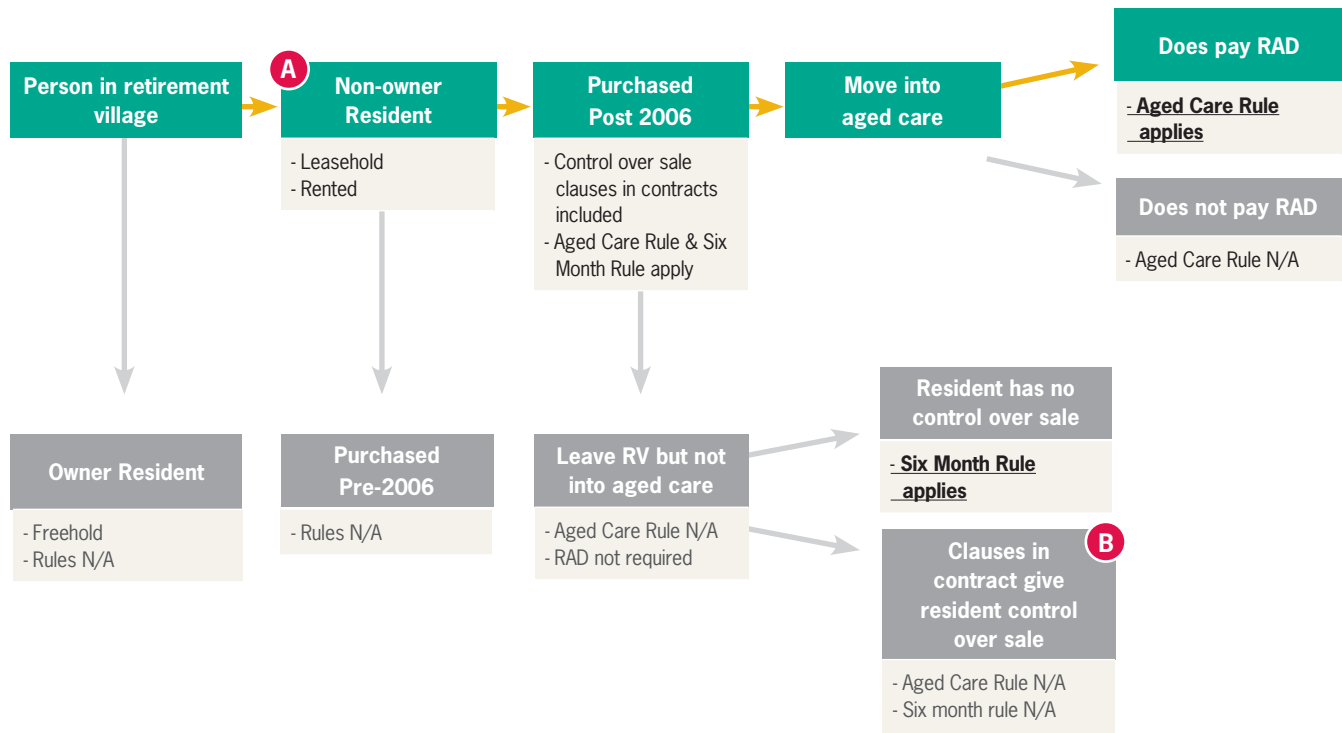 Person in retirement
village
A
Non-owner
Resident
- Leasehold
- Rented
Purchased
Post 2006
- Control over sale
clauses in contracts
included
- Aged Care Rule & Six
Month Rule apply
Move into
aged care
Does pay RAD
- Aged Care Rule
applies
Does not pay RAD
- Aged Care Rule N/A
Owner Resident
- Freehold
- Rules N/A
Purchased
Pre-2006
- Rules N/A
Leave RV but not
into aged care
- Aged Care Rule N/A
- RAD not required
Resident has no
control over sale
- Six Month Rule
applies
B
Clauses in
contract give
resident control
over sale
- Aged Care Rule N/A
- Six month rule N/A